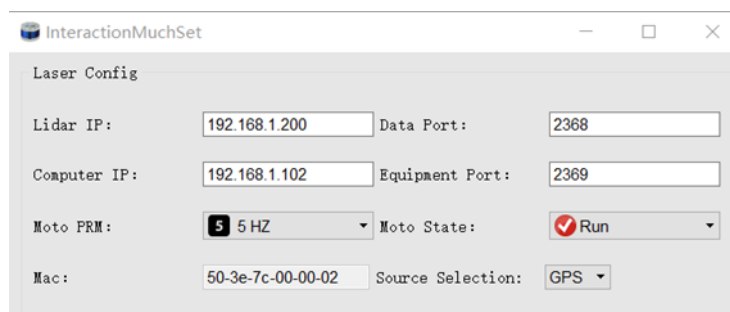 InteractionMuchSet
Laser Config
Lidar IP: 192.168.1.200 Data Port: 2368
Computer IP: 192.168.1.102 Equipment Port: 2369
Moto PRM: 5 5 HZ Moto State: Run
Mac: 50-3e-7c-00-00-02 Source Selection: GPS